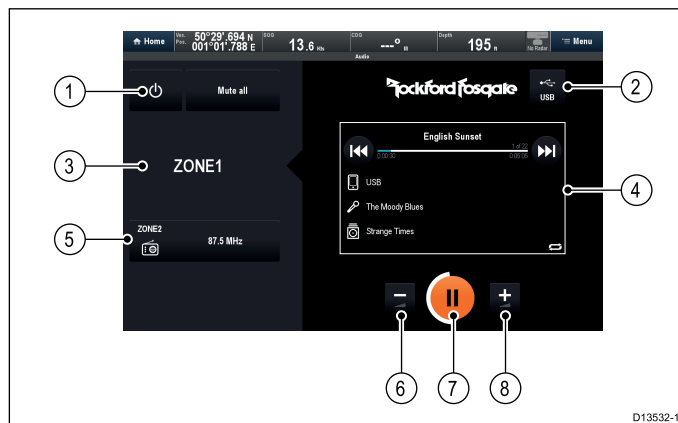 Home
Ves. Pos. 50°29'.694 N
001°01'.788 E
SOG 13.6 Kts
COG ---° M
Depth 195 ft
No Radar
Menu
Audio
1
Mute all
Rockford Fosgate
USB
2
3
ZONE1
English Sunset
1 of 22
0:00:30
0:05:05
USB
The Moody Blues
Strange Times
4
5
ZONE2
87.5 MHz
6
7
8
D13532-1